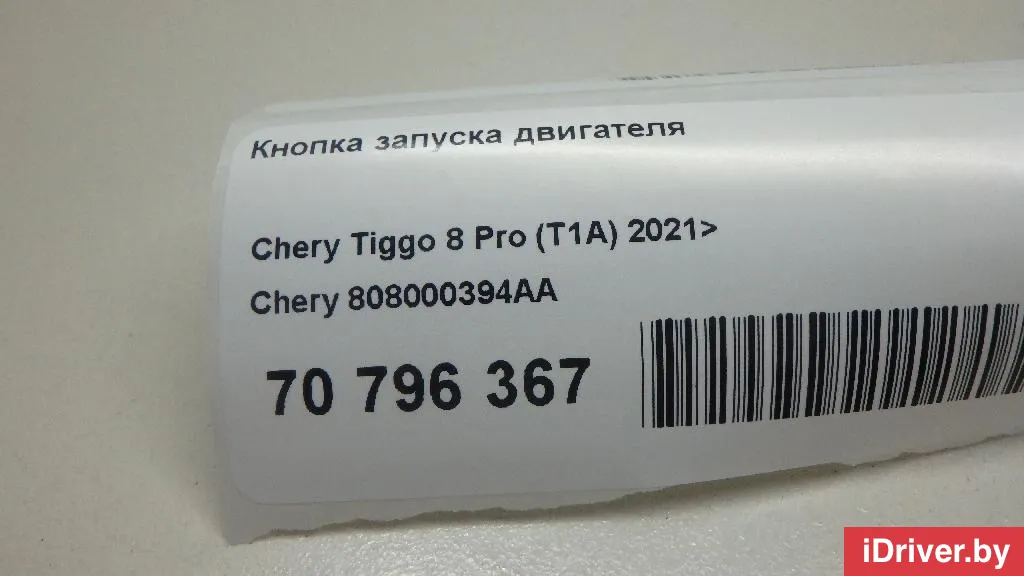 Кнопка запуска двигателя
Chery Tiggo 8 Pro (T1A) 2021>
Chery 808000394AA
70 796 367
iDriver.by